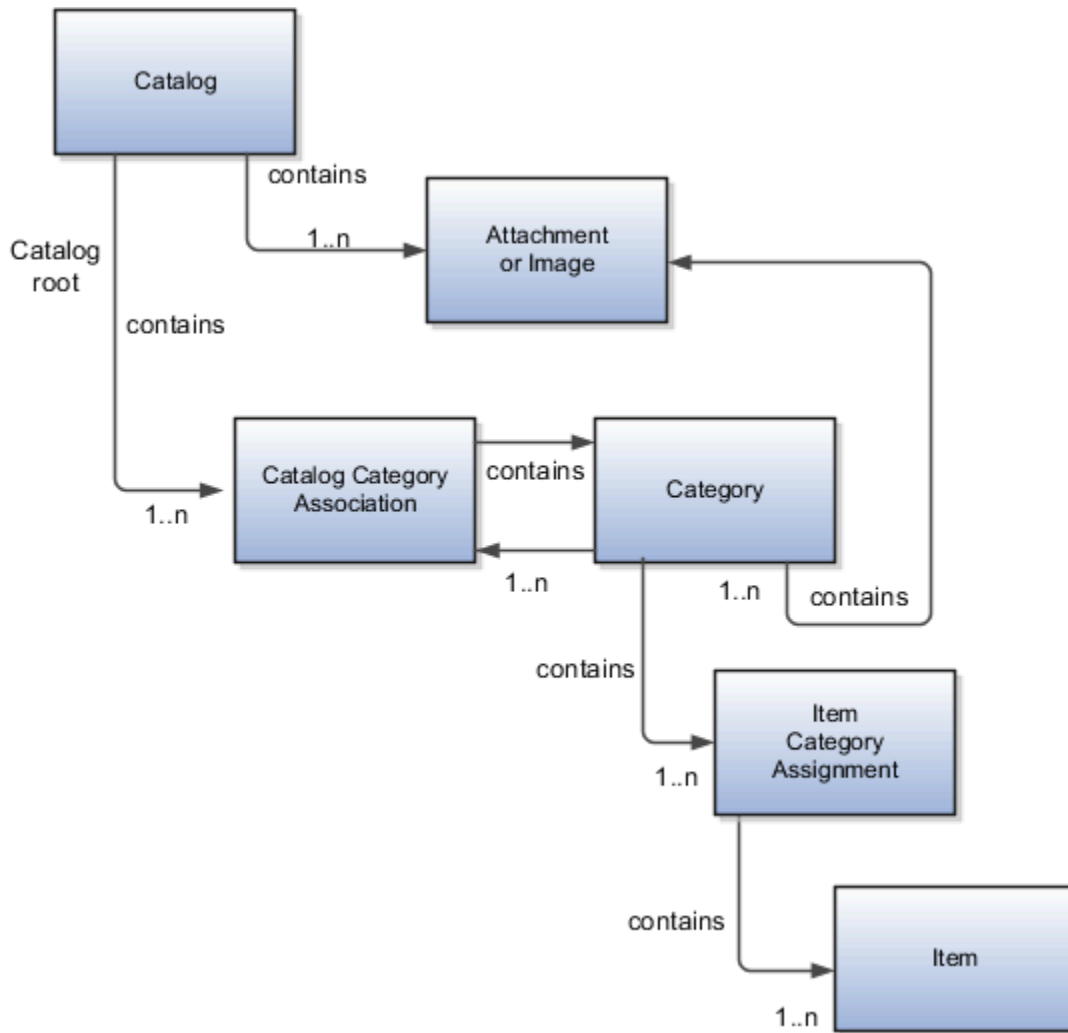 Catalog
contains
1..n
Attachment
or Image
Catalog
root
contains
1..n
Catalog Category
Association
contains
Category
1..n
1..n
contains
contains
Item
Category
Assignment
1..n
contains
Item
1..n